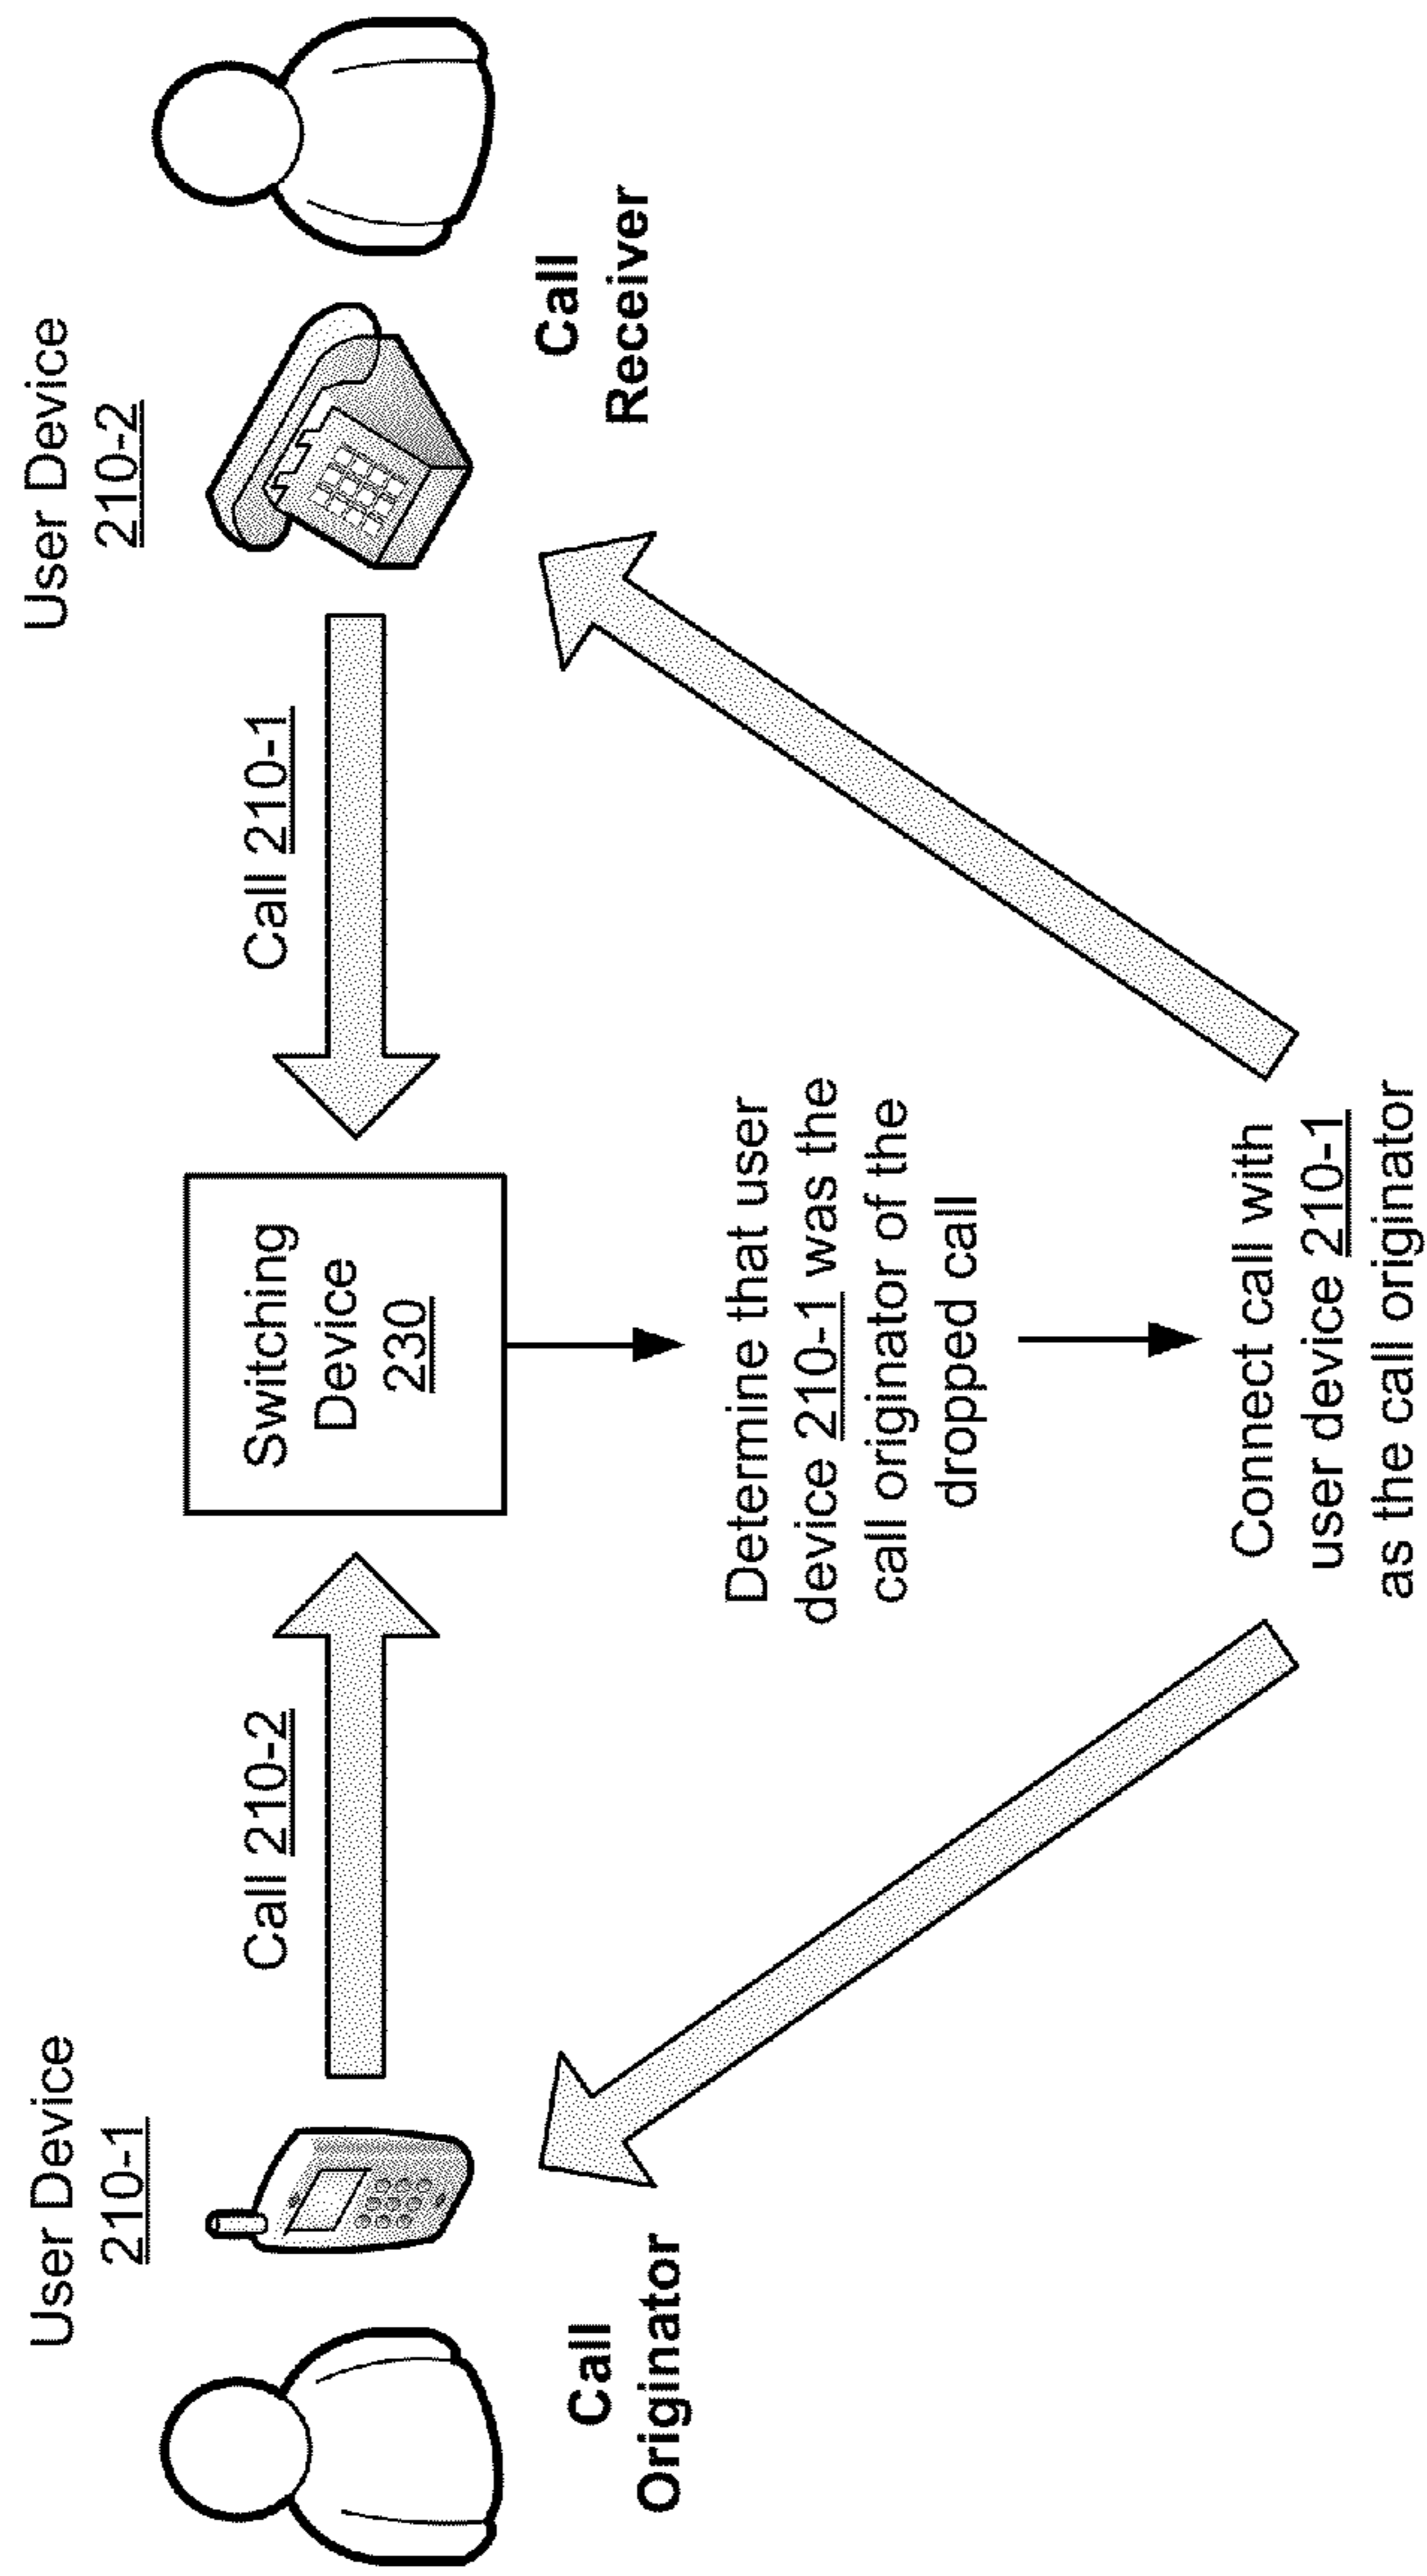 User Device
210-1
Call 210-2
Switching
Device
230
Call 210-1
User Device
210-2
Call
Originator
Call
Receiver
Determine that user
device 210-1 was the
call originator of the
dropped call
Connect call with
user device 210-1
as the call originator